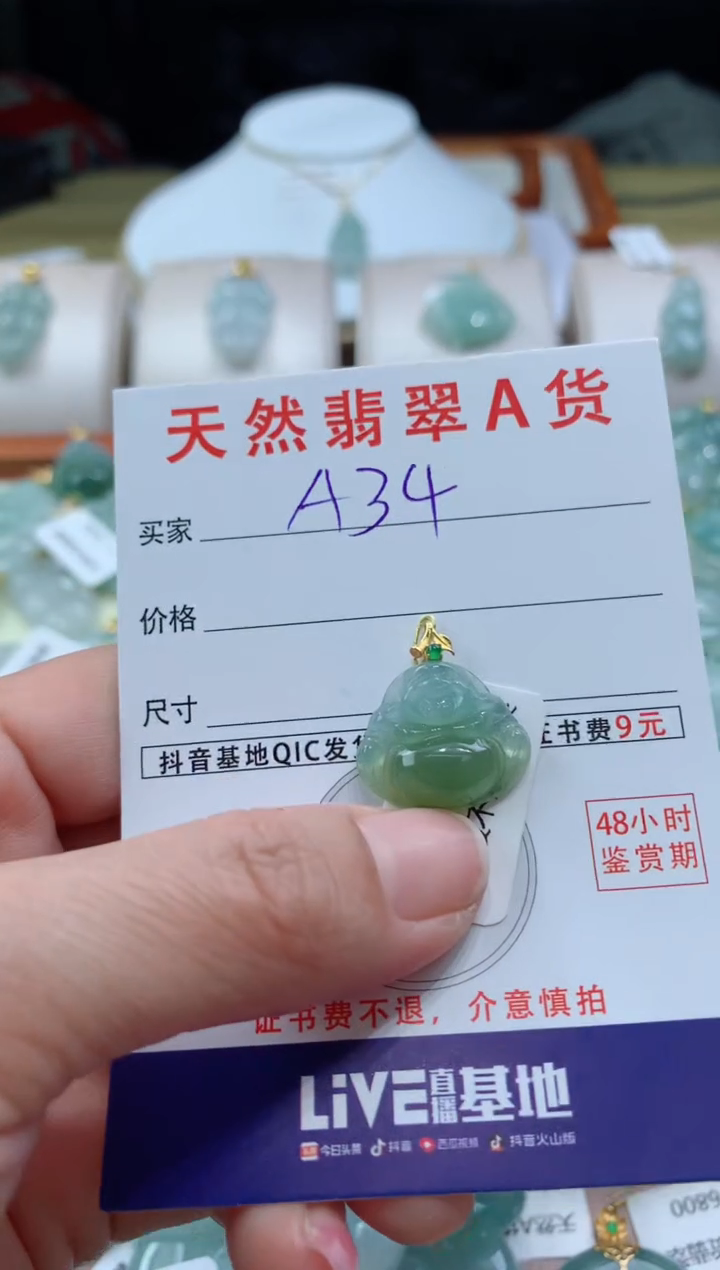 天然翡翠A货
买家 A34
价格
尺寸
抖音基地QIC发货 证书费9元
48小时
鉴赏期
证书费不退，介意慎拍
LiVE直播基地
今日头条 抖音 西瓜视频 抖音火山版